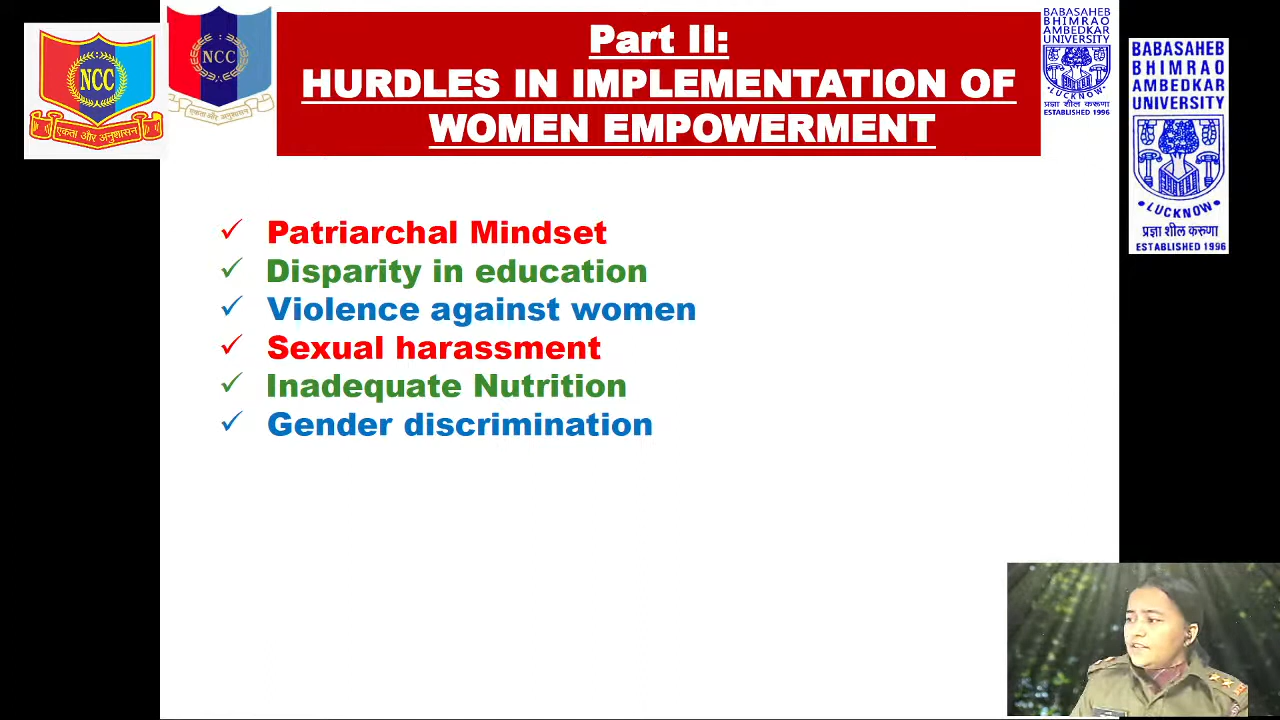 NCC
एकता और अनुशासन
NCC
एकता और अनुशासन
Part II:
HURDLES IN IMPLEMENTATION OF
WOMEN EMPOWERMENT
BABASAHEB
BHIMRAO
AMBEDKAR
UNIVERSITY
LUCKNOW
प्रज्ञा शील करूणा
ESTABLISHED 1996
BABASAHEB
BHIMRAO
AMBEDKAR
UNIVERSITY
LUCKNOW
प्रज्ञा शील करूणा
ESTABLISHED 1996
✓ Patriarchal Mindset
✓ Disparity in education
✓ Violence against women
✓ Sexual harassment
✓ Inadequate Nutrition
✓ Gender discrimination